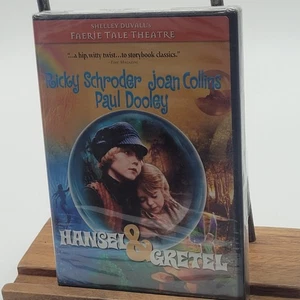 SHELLEY DUVALL'S
FAERIE TALE THEATRE
"...a big, witty twist...to storybook classics."
Ricky Schroder Joan Collins
Paul Dooley
HANSEL & GRETEL